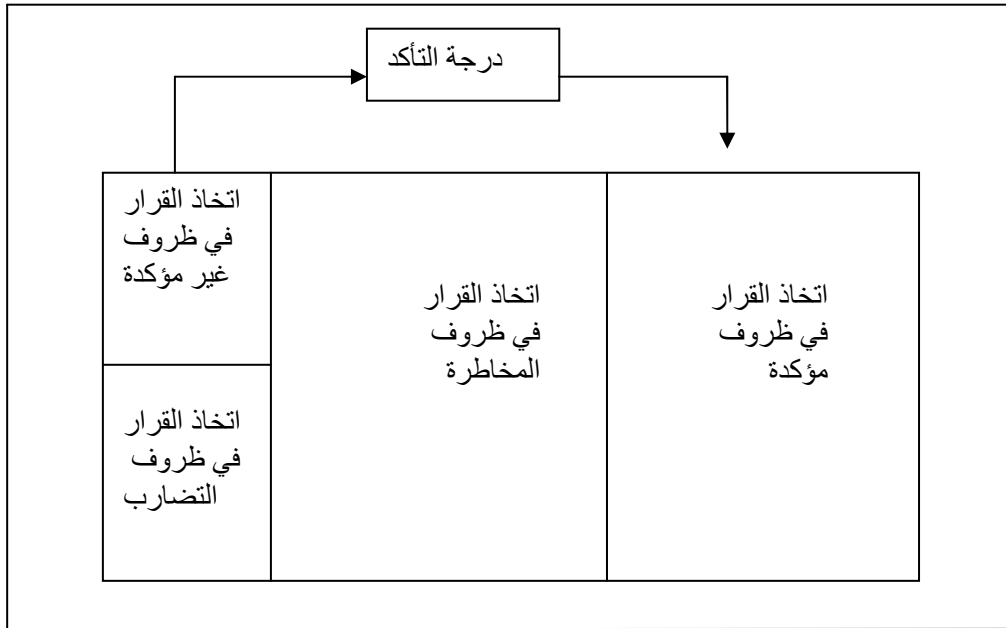 درجة التأكد
اتخاذ القرار
في ظروف
مؤكدة
اتخاذ القرار
في ظروف
المخاطرة
اتخاذ القرار
في ظروف
غير مؤكدة
اتخاذ القرار
في ظروف
التضارب